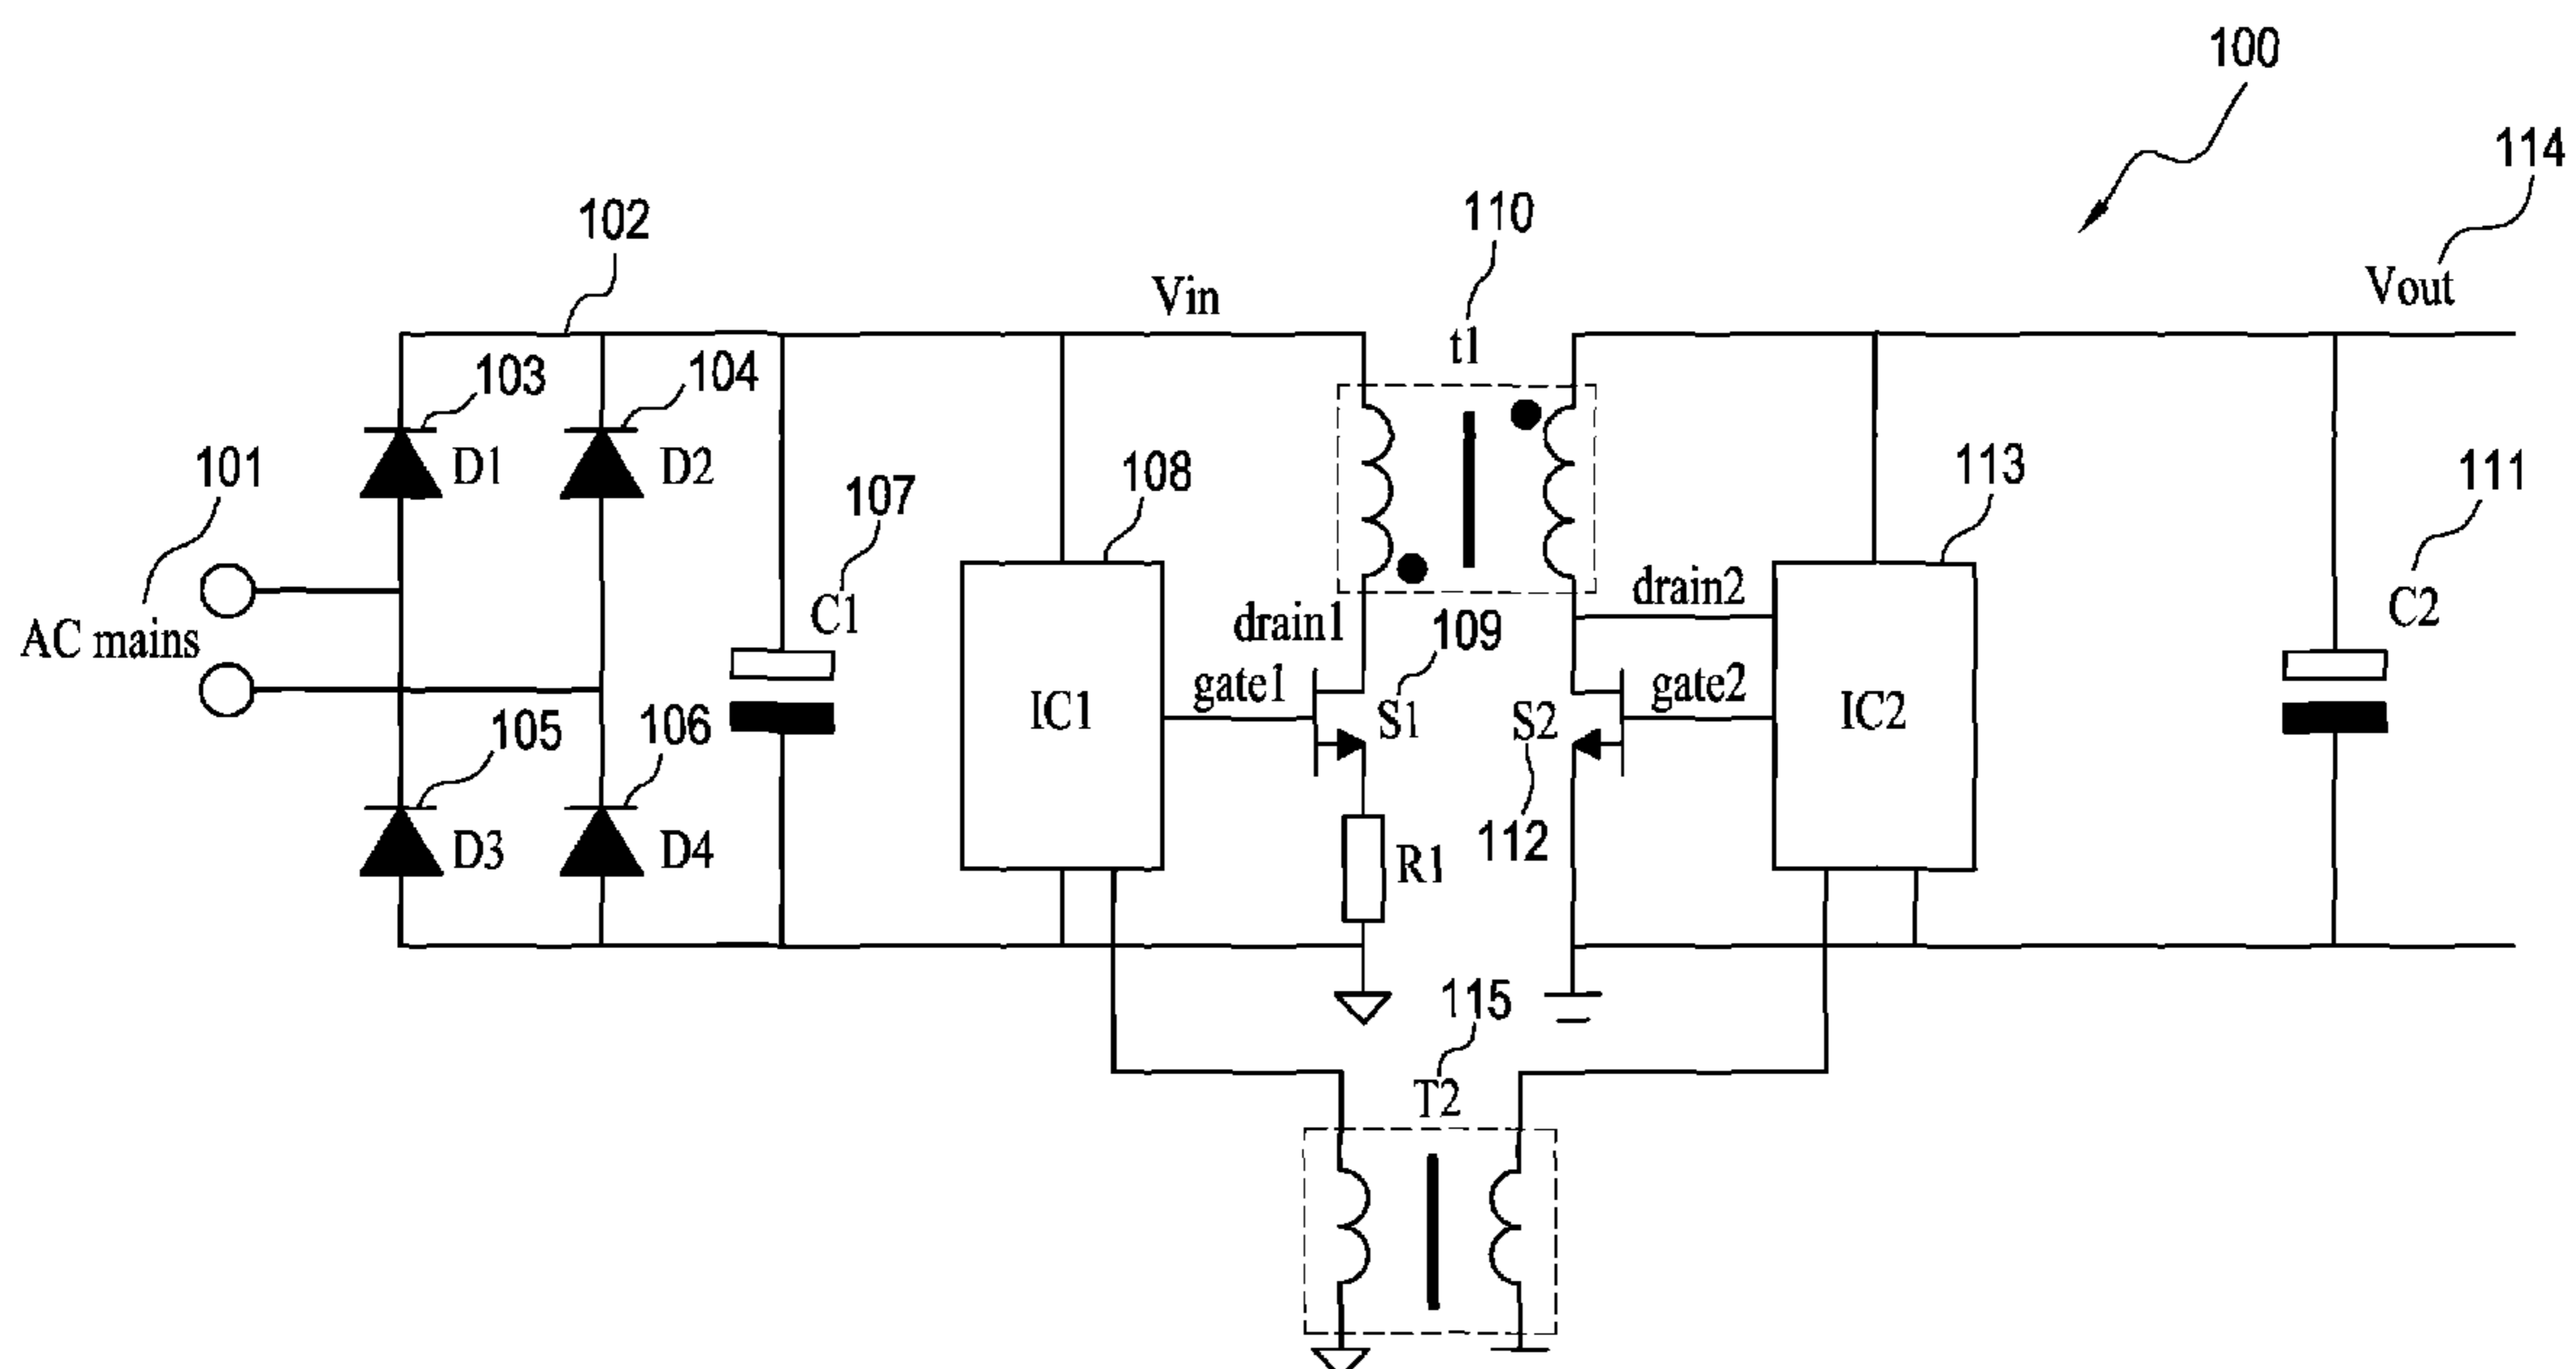 100
114
102
110
Vin
Vout
t1
103
104
D1
D2
101
107
108
113
111
C1
C2
drain2
drain1
109
AC mains
gate1
gate2
IC1
S1
S2
IC2
105
106
D3
D4
112
R1
115
T2